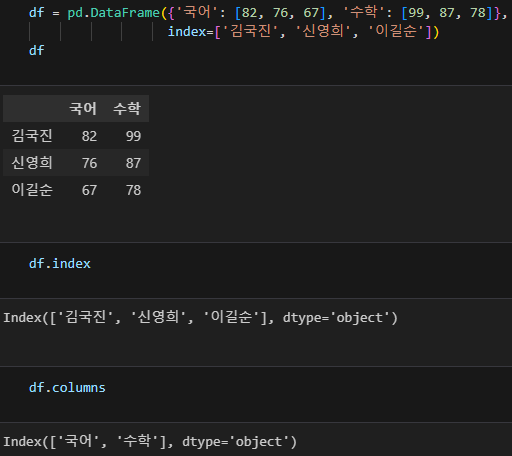 df = pd.DataFrame({'국어': [82, 76, 67], '수학': [99, 87, 78]},
index=['김국진', '신영희', '이길순'])
df
국어 수학
김국진 82 99
신영희 76 87
이길순 67 78
df.index
Index(['김국진', '신영희', '이길순'], dtype='object')
df.columns
Index(['국어', '수학'], dtype='object')